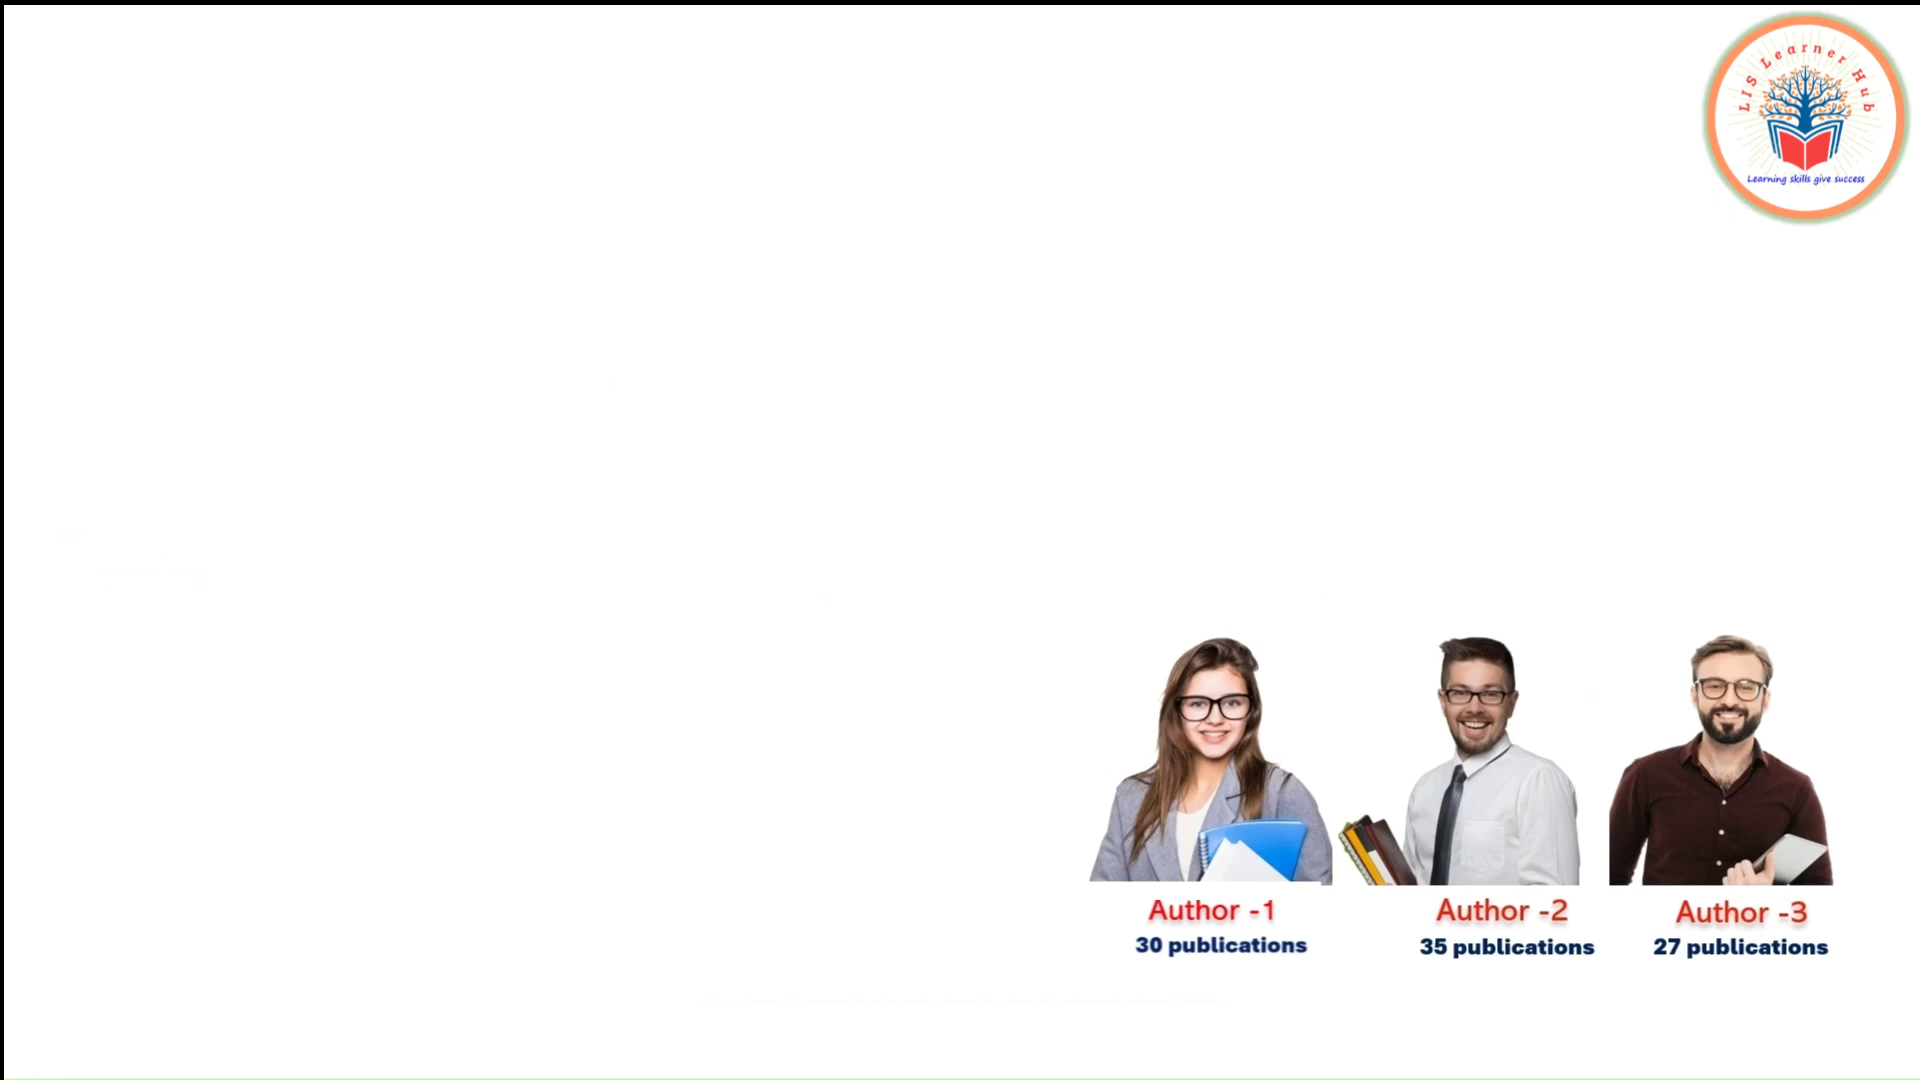 LIS Learner Hub
Learning skills give success
Author -1
30 publications
Author -2
35 publications
Author -3
27 publications